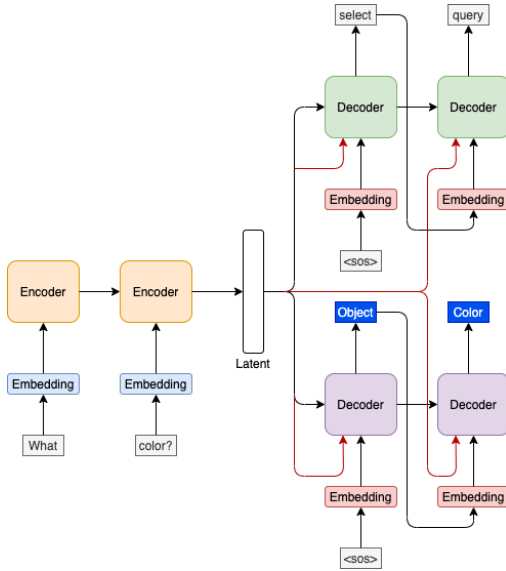 select
query
Decoder
Decoder
Embedding
Embedding
<sos>
Encoder
Encoder
Latent
Embedding
Embedding
What
color?
Object
Color
Decoder
Decoder
Embedding
Embedding
<sos>